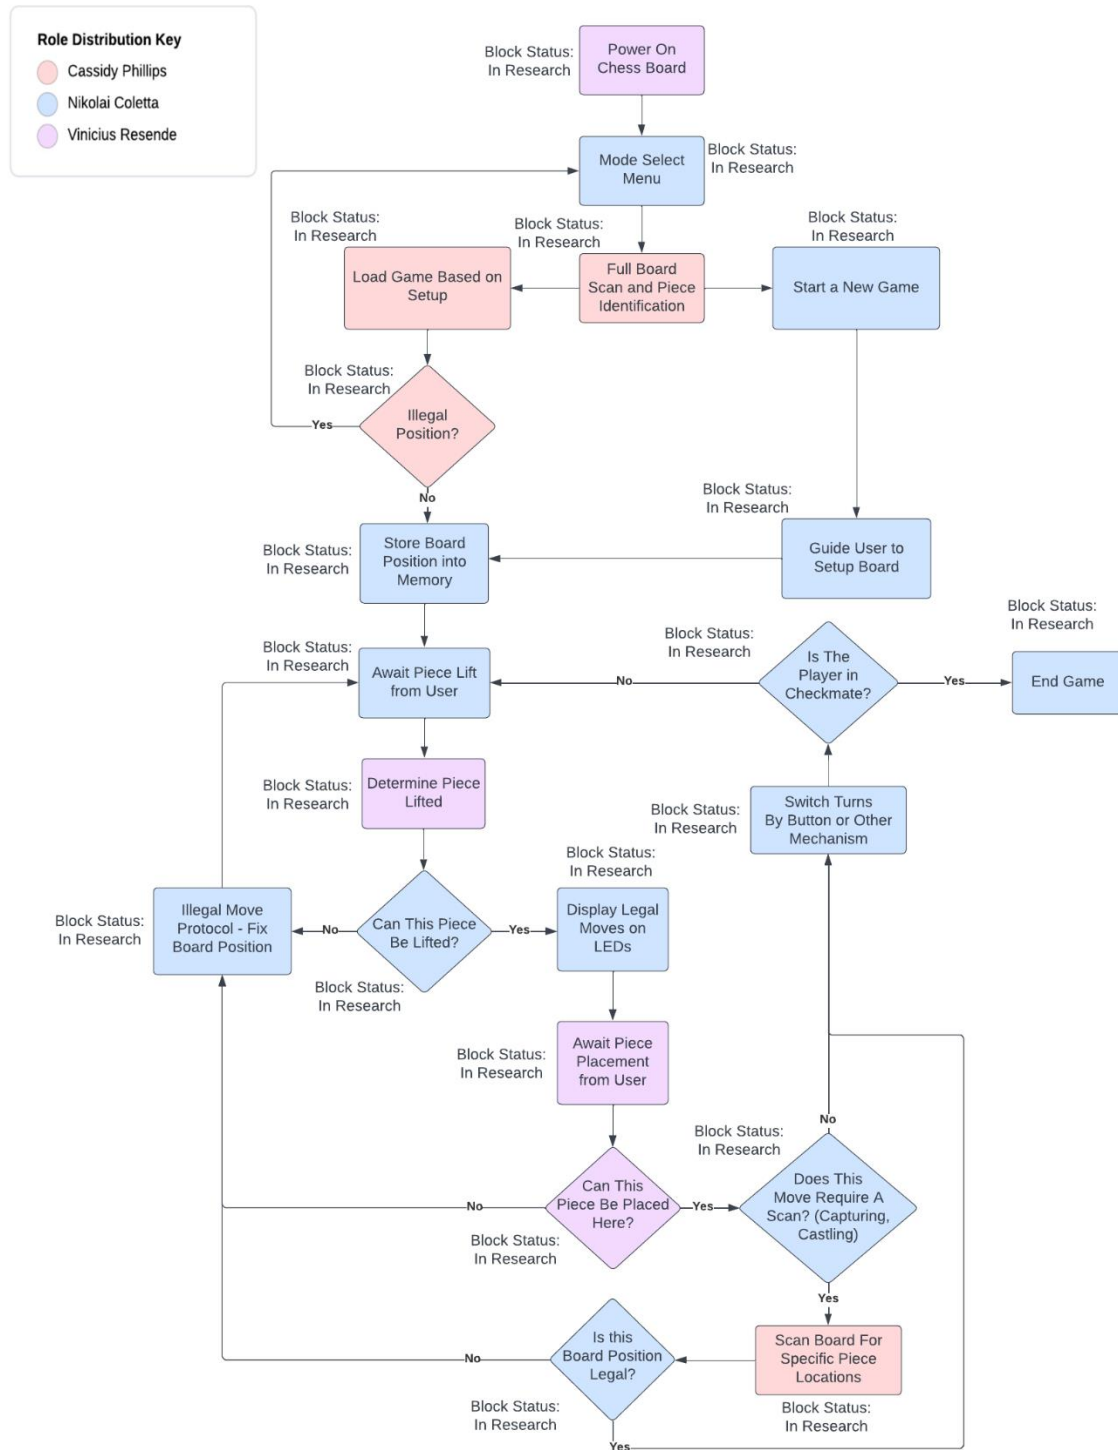 Role Distribution Key
Cassidy Phillips
Nikolai Coletta
Vinicius Resende
Block Status:
In Research
Power On
Chess Board
Mode Select
Menu
Block Status:
In Research
Block Status:
In Research
Block Status:
In Research
Block Status:
In Research
Load Game Based on
Setup
Full Board
Scan and Piece
Identification
Start a New Game
Block Status:
In Research
Illegal
Position?
Yes
No
Block Status:
In Research
Block Status:
In Research
Store Board
Position into
Memory
Guide User to
Setup Board
Block Status:
In Research
Block Status:
In Research
Block Status:
In Research
Await Piece Lift
from User
No
Is The
Player in
Checkmate?
Yes
End Game
Block Status:
In Research
Determine Piece
Lifted
Block Status:
In Research
Switch Turns
By Button or Other
Mechanism
Block Status:
In Research
Block Status:
In Research
Illegal Move
Protocol - Fix
Board Position
No
Can This Piece
Be Lifted?
Yes
Display Legal
Moves on
LEDs
Block Status:
In Research
Block Status:
In Research
Await Piece
Placement
from User
No
Block Status:
In Research
No
Can This
Piece Be Placed
Here?
Yes
Does This
Move Require A
Scan? (Capturing,
Castling)
Block Status:
In Research
Yes
No
Is this
Board Position
Legal?
Scan Board For
Specific Piece
Locations
Block Status:
In Research
Block Status:
In Research
Yes